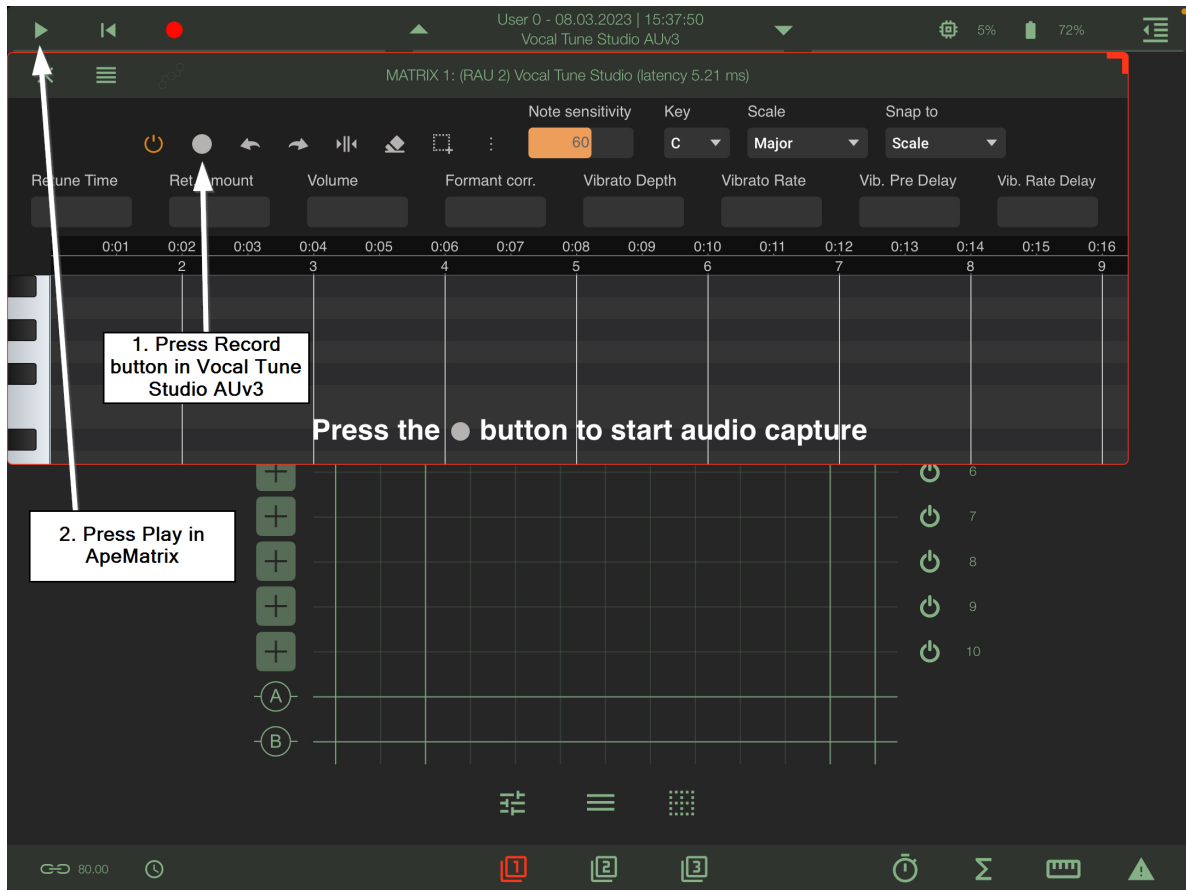 User 0 - 08.03.2023 | 15:37:50
Vocal Tune Studio AUv3
5%
72%
MATRIX 1: (RAU 2) Vocal Tune Studio (latency 5.21 ms)
Note sensitivity Key Scale Snap to
60 C Major Scale
Retune Time Ret. Amount Volume Formant corr. Vibrato Depth Vibrato Rate Vib. Pre Delay Vib. Rate Delay
0:01 0:02 0:03 0:04 0:05 0:06 0:07 0:08 0:09 0:10 0:11 0:12 0:13 0:14 0:15 0:16
2 3 4 5 6 7 8 9
1. Press Record
button in Vocal Tune
Studio AUv3
Press the button to start audio capture
6
2. Press Play in
ApeMatrix
7
8
9
10
A
B
80.00
1 2 3